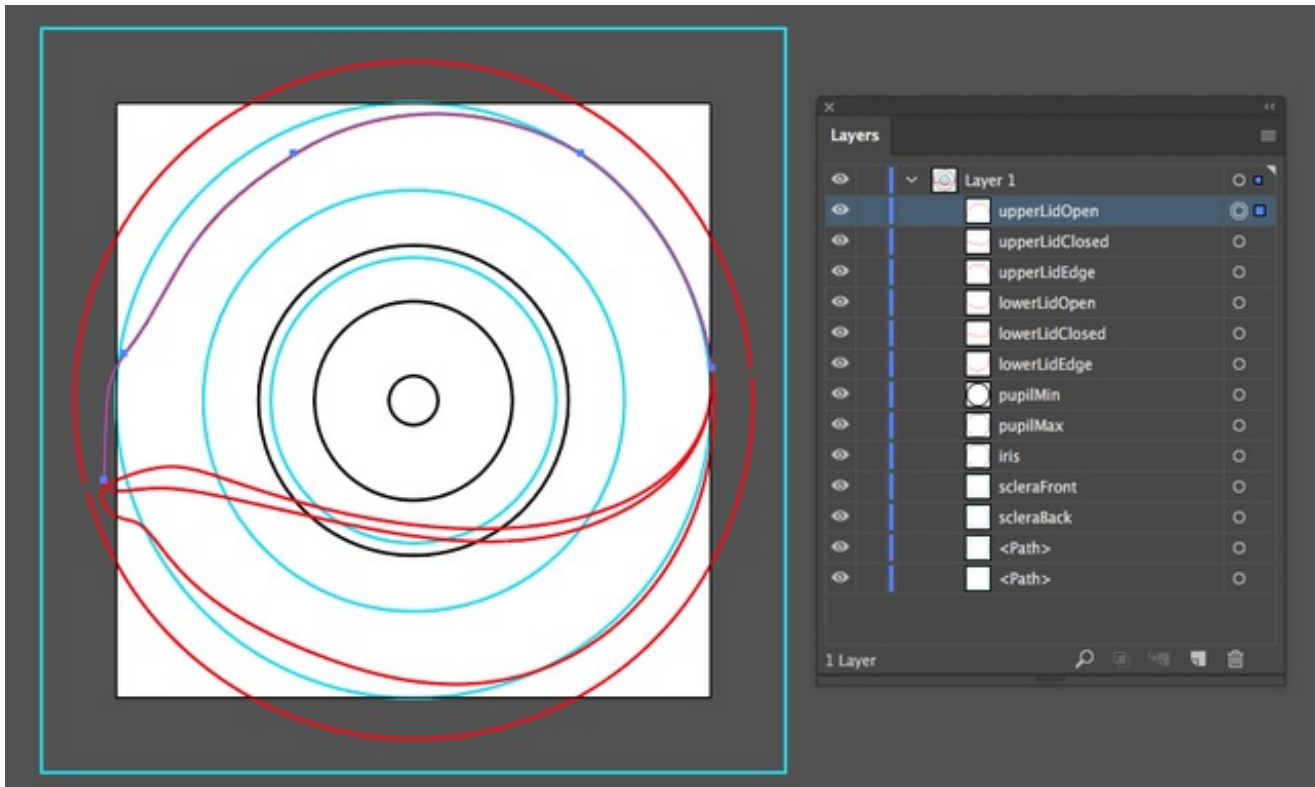 Layers
Layer 1
upperLidOpen
upperLidClosed
upperLidEdge
lowerLidOpen
lowerLidClosed
lowerLidEdge
pupilMin
pupilMax
iris
scleraFront
scleraBack
<Path>
<Path>
1 Layer